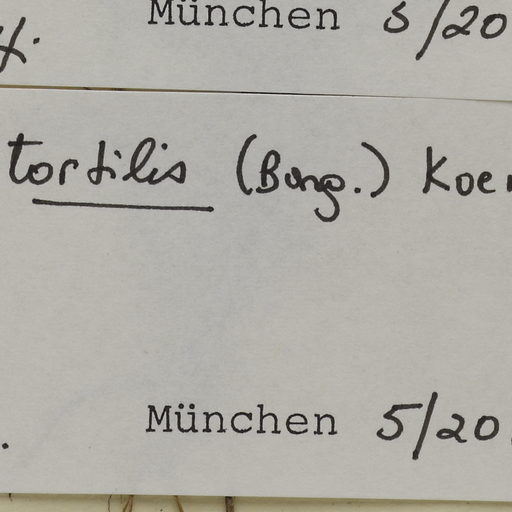 München 5/20
tortilis (Bung.) Koe
München 5/20